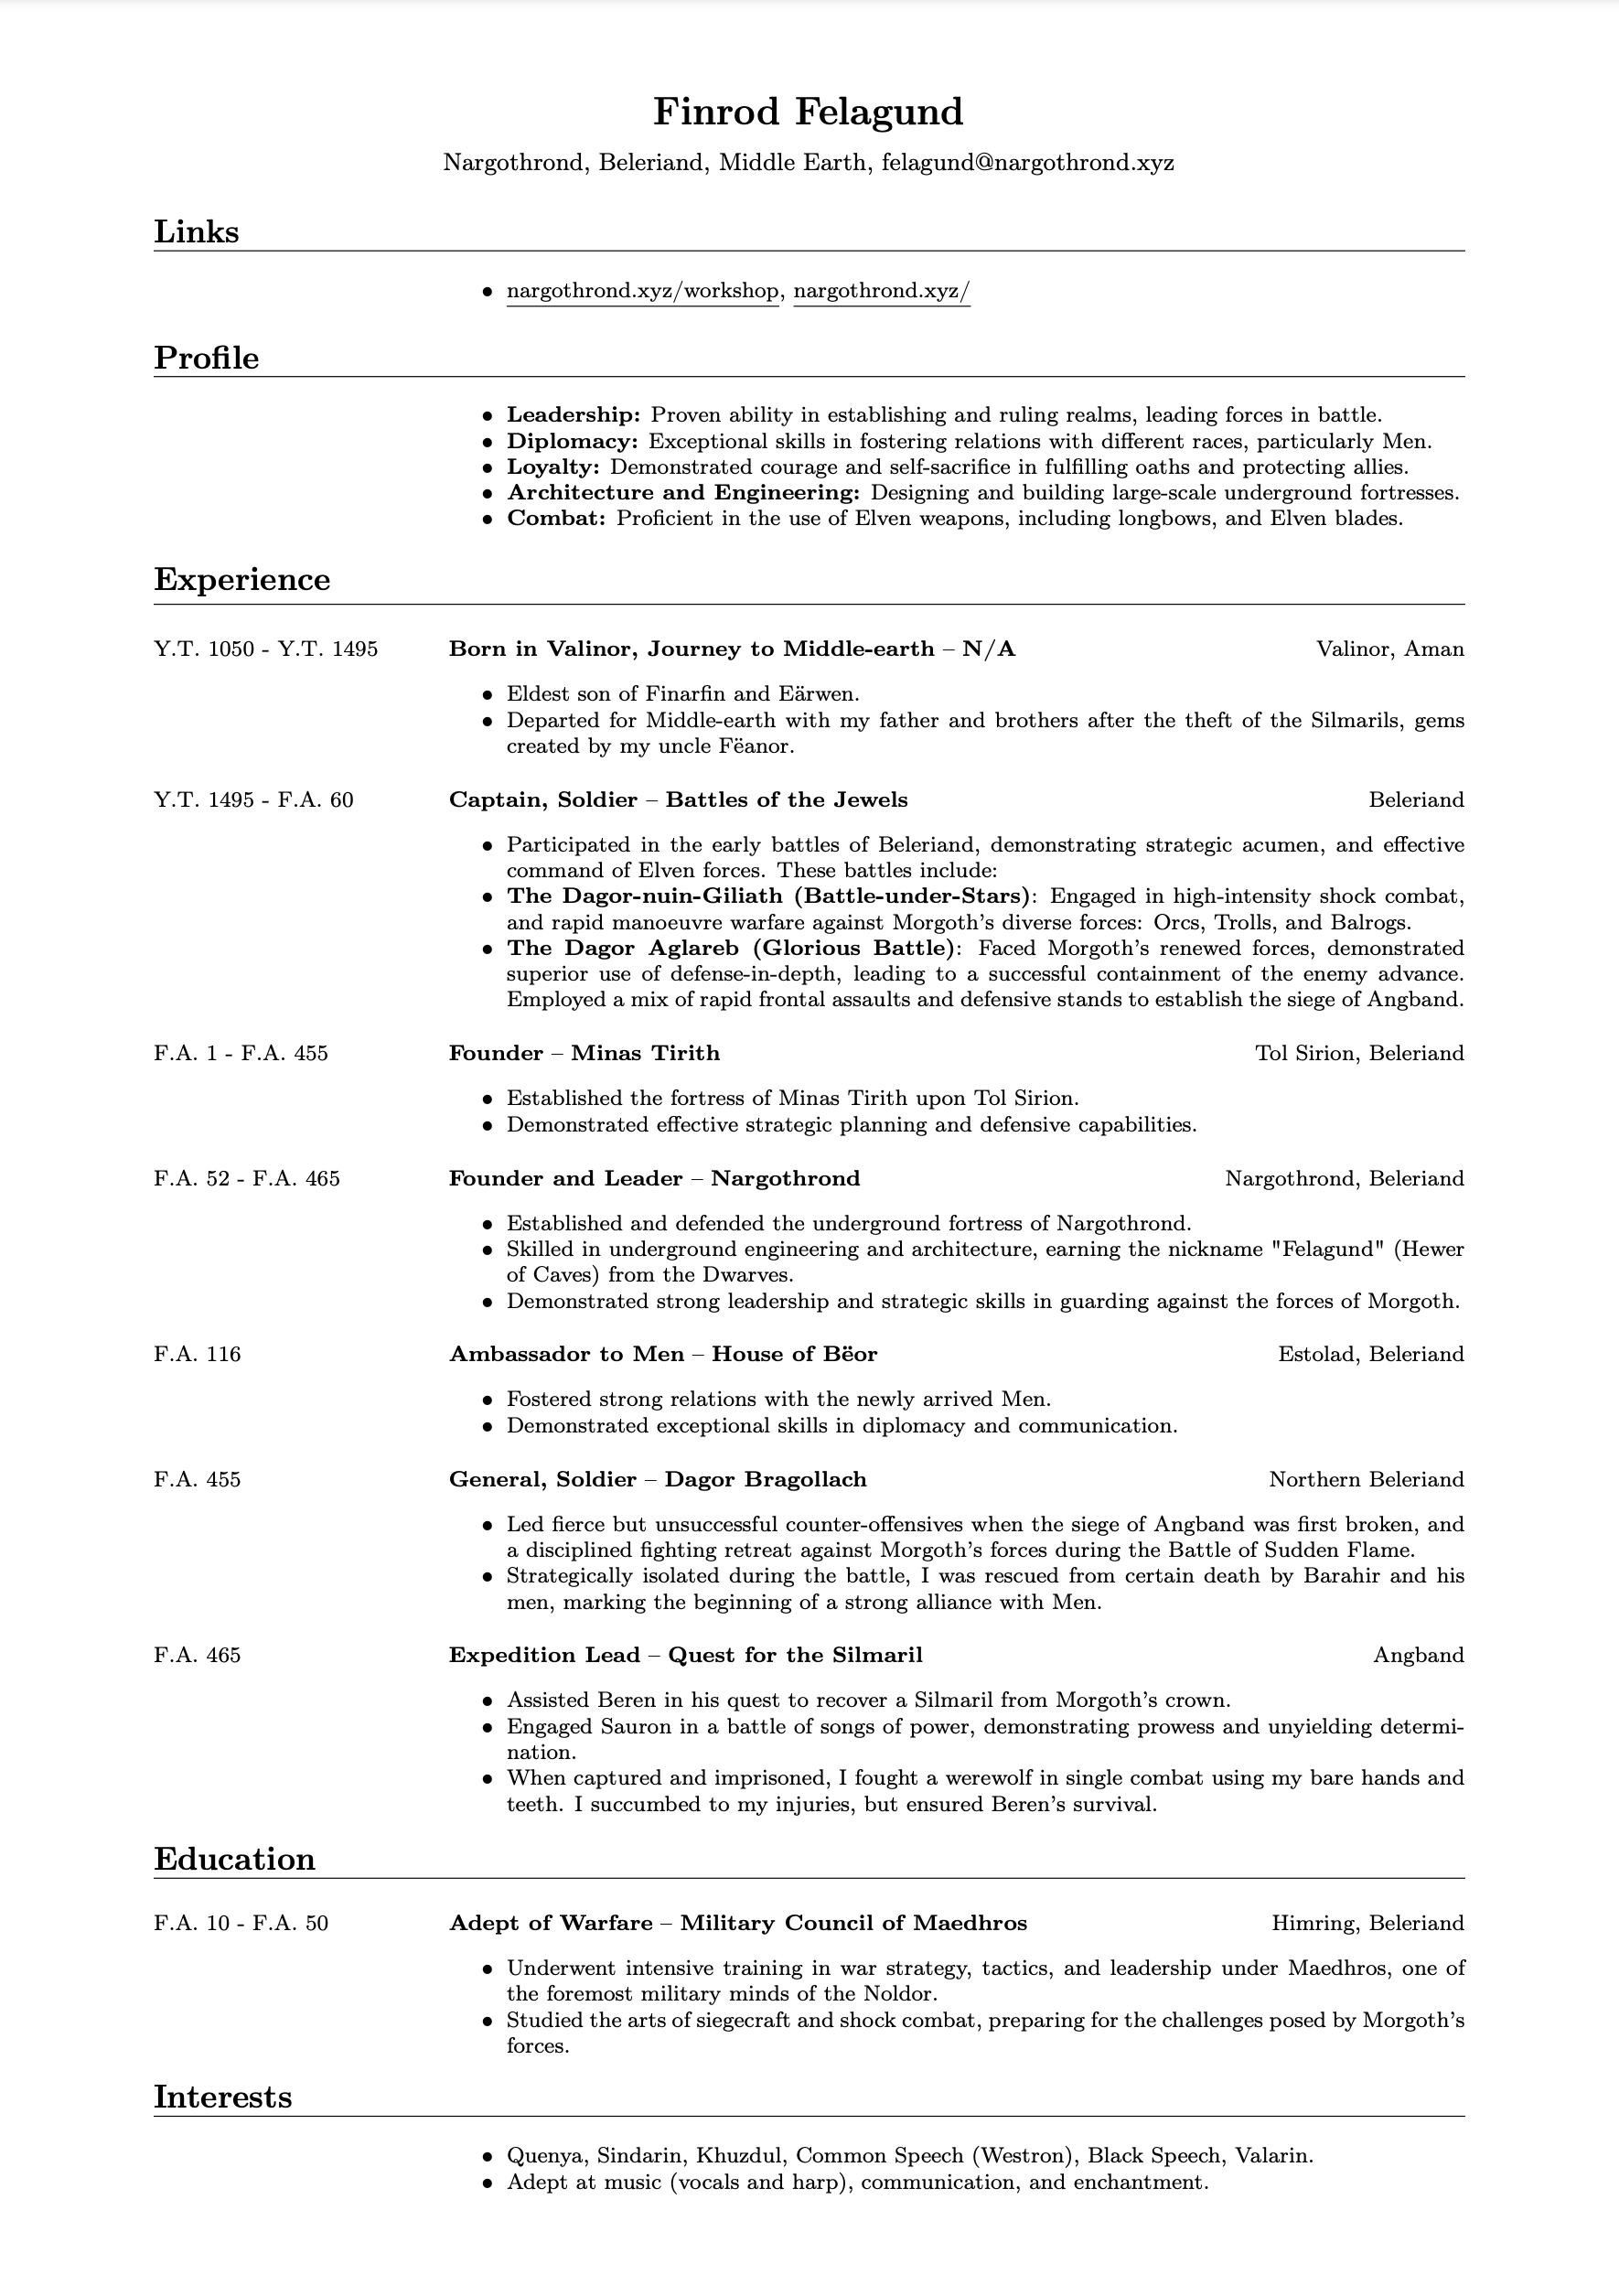 Finrod Felagund
Nargothrond, Beleriand, Middle Earth, felagund@nargothrond.xyz
Links
• nargothrond.xyz/workshop, nargothrond.xyz/
Profile
• Leadership: Proven ability in establishing and ruling realms, leading forces in battle.
• Diplomacy: Exceptional skills in fostering relations with different races, particularly Men.
• Loyalty: Demonstrated courage and self-sacrifice in fulfilling oaths and protecting allies.
• Architecture and Engineering: Designing and building large-scale underground fortresses.
• Combat: Proficient in the use of Elven weapons, including longbows, and Elven blades.
Experience
Y.T. 1050 - Y.T. 1495 Born in Valinor, Journey to Middle-earth – N/A Valinor, Aman
• Eldest son of Finarfin and Eärwen.
• Departed for Middle-earth with my father and brothers after the theft of the Silmarils, gems
created by my uncle Fëanor.
Y.T. 1495 - F.A. 60 Captain, Soldier – Battles of the Jewels Beleriand
• Participated in the early battles of Beleriand, demonstrating strategic acumen, and effective
command of Elven forces. These battles include:
• The Dagor-nuin-Giliath (Battle-under-Stars): Engaged in high-intensity shock combat,
and rapid manoeuvre warfare against Morgoth's diverse forces: Orcs, Trolls, and Balrogs.
• The Dagor Aglareb (Glorious Battle): Faced Morgoth's renewed forces, demonstrated
superior use of defense-in-depth, leading to a successful containment of the enemy advance.
Employed a mix of rapid frontal assaults and defensive stands to establish the siege of Angband.
F.A. 1 - F.A. 455 Founder – Minas Tirith Tol Sirion, Beleriand
• Established the fortress of Minas Tirith upon Tol Sirion.
• Demonstrated effective strategic planning and defensive capabilities.
F.A. 52 - F.A. 465 Founder and Leader – Nargothrond Nargothrond, Beleriand
• Established and defended the underground fortress of Nargothrond.
• Skilled in underground engineering and architecture, earning the nickname "Felagund" (Hewer
of Caves) from the Dwarves.
• Demonstrated strong leadership and strategic skills in guarding against the forces of Morgoth.
F.A. 116 Ambassador to Men – House of Bëor Estolad, Beleriand
• Fostered strong relations with the newly arrived Men.
• Demonstrated exceptional skills in diplomacy and communication.
F.A. 455 General, Soldier – Dagor Bragollach Northern Beleriand
• Led fierce but unsuccessful counter-offensives when the siege of Angband was first broken, and
a disciplined fighting retreat against Morgoth's forces during the Battle of Sudden Flame.
• Strategically isolated during the battle, I was rescued from certain death by Barahir and his
men, marking the beginning of a strong alliance with Men.
F.A. 465 Expedition Lead – Quest for the Silmaril Angband
• Assisted Beren in his quest to recover a Silmaril from Morgoth's crown.
• Engaged Sauron in a battle of songs of power, demonstrating prowess and unyielding determi-
nation.
• When captured and imprisoned, I fought a werewolf in single combat using my bare hands and
teeth. I succumbed to my injuries, but ensured Beren's survival.
Education
F.A. 10 - F.A. 50 Adept of Warfare – Military Council of Maedhros Himring, Beleriand
• Underwent intensive training in war strategy, tactics, and leadership under Maedhros, one of
the foremost military minds of the Noldor.
• Studied the arts of siegecraft and shock combat, preparing for the challenges posed by Morgoth's
forces.
Interests
• Quenya, Sindarin, Khuzdul, Common Speech (Westron), Black Speech, Valarin.
• Adept at music (vocals and harp), communication, and enchantment.